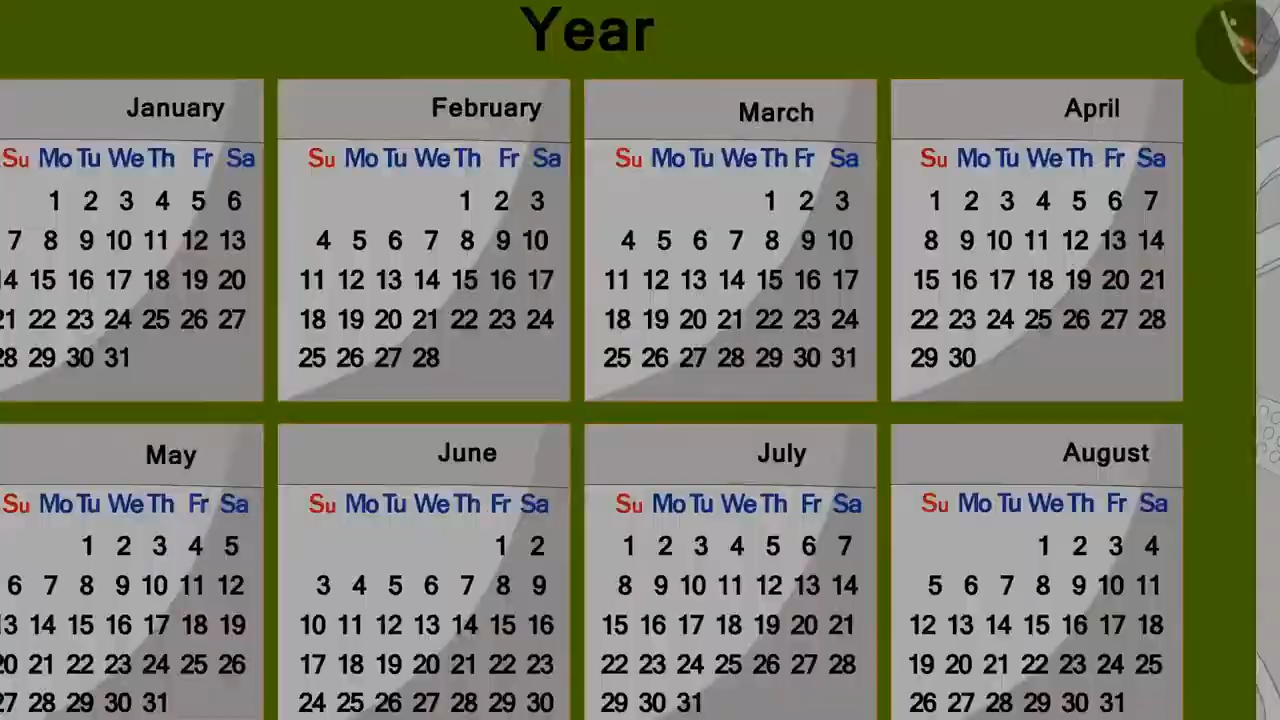 Year
January
Su Mo Tu We Th Fr Sa
1 2 3 4 5 6
7 8 9 10 11 12 13
14 15 16 17 18 19 20
21 22 23 24 25 26 27
28 29 30 31
February
Su Mo Tu We Th Fr Sa
1 2 3
4 5 6 7 8 9 10
11 12 13 14 15 16 17
18 19 20 21 22 23 24
25 26 27 28
March
Su Mo Tu We Th Fr Sa
1 2 3
4 5 6 7 8 9 10
11 12 13 14 15 16 17
18 19 20 21 22 23 24
25 26 27 28 29 30 31
April
Su Mo Tu We Th Fr Sa
1 2 3 4 5 6 7
8 9 10 11 12 13 14
15 16 17 18 19 20 21
22 23 24 25 26 27 28
29 30
May
Su Mo Tu We Th Fr Sa
1 2 3 4 5
6 7 8 9 10 11 12
13 14 15 16 17 18 19
20 21 22 23 24 25 26
27 28 29 30 31
June
Su Mo Tu We Th Fr Sa
1 2
3 4 5 6 7 8 9
10 11 12 13 14 15 16
17 18 19 20 21 22 23
24 25 26 27 28 29 30
July
Su Mo Tu We Th Fr Sa
1 2 3 4 5 6 7
8 9 10 11 12 13 14
15 16 17 18 19 20 21
22 23 24 25 26 27 28
29 30 31
August
Su Mo Tu We Th Fr Sa
1 2 3 4
5 6 7 8 9 10 11
12 13 14 15 16 17 18
19 20 21 22 23 24 25
26 27 28 29 30 31